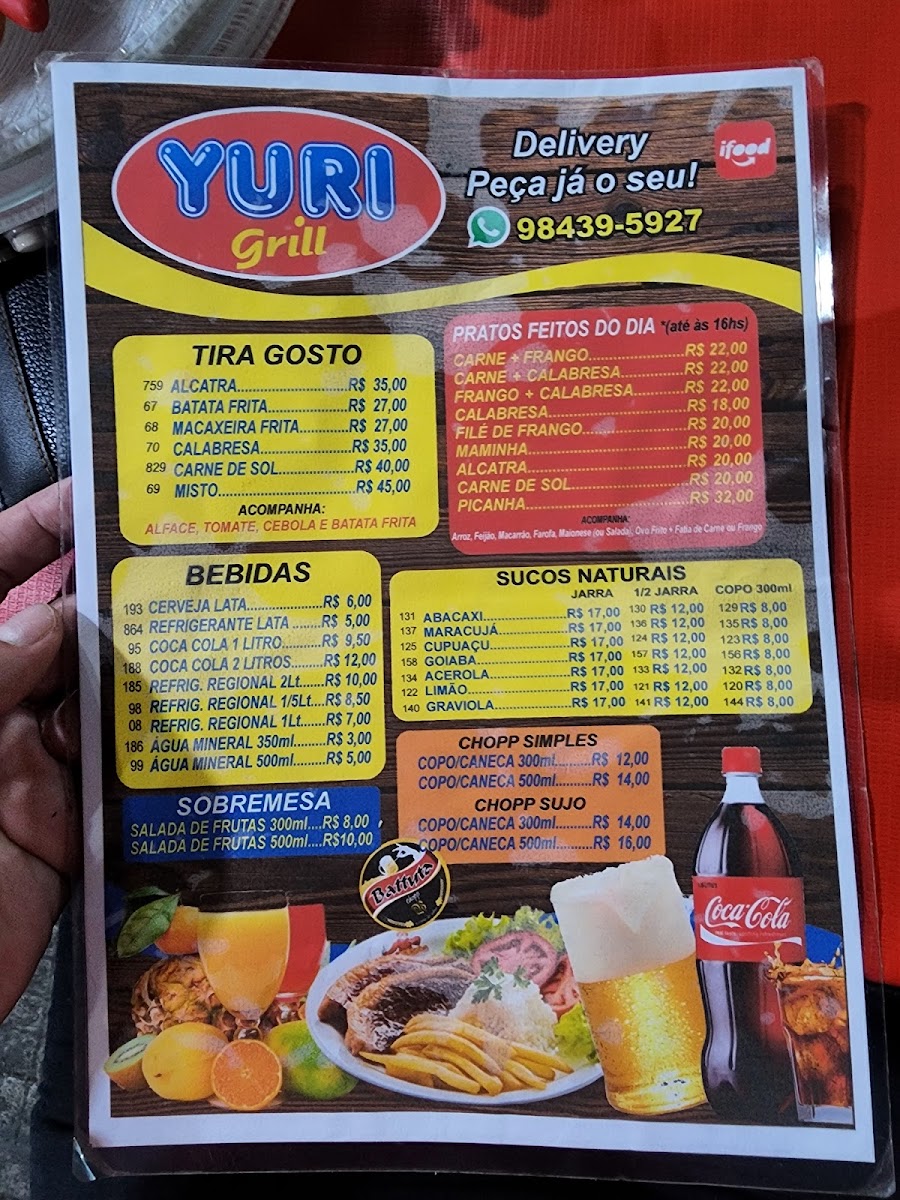 YURI
Grill
Delivery
Peça já o seu!
98439-5927
ifood
TIRA GOSTO
759 ALCATRA.....................R$ 35,00
67 BATATA FRITA...............R$ 27,00
68 MACAXEIRA FRITA.........R$ 27,00
70 CALABRESA.................R$ 35,00
829 CARNE DE SOL..............R$ 40,00
69 MISTO..........................R$ 45,00
ACOMPANHA:
ALFACE, TOMATE, CEBOLA E BATATA FRITA
PRATOS FEITOS DO DIA *(até às 16hs)
CARNE + FRANGO.....................R$ 22,00
CARNE + CALABRESA..............R$ 22,00
FRANGO + CALABRESA...........R$ 22,00
CALABRESA.............................R$ 18,00
FILÉ DE FRANGO......................R$ 20,00
MAMINHA.................................R$ 20,00
ALCATRA.................................R$ 20,00
CARNE DE SOL........................R$ 20,00
PICANHA..................................R$ 32,00
ACOMPANHA:
Arroz, Feijão, Macarrão, Farofa, Maionese (ou Salada), Ovo Frito + Fatia de Carne ou Frango
BEBIDAS
193 CERVEJA LATA.....................R$ 6,00
864 REFRIGERANTE LATA .......R$ 5,00
95 COCA COLA 1 LITRO..........R$ 9,50
188 COCA COLA 2 LITROS........R$ 12,00
185 REFRIG. REGIONAL 2Lt......R$ 10,00
98 REFRIG. REGIONAL 1/5Lt....R$ 8,50
08 REFRIG. REGIONAL 1Lt.......R$ 7,00
186 ÁGUA MINERAL 350ml........R$ 3,00
99 ÁGUA MINERAL 500ml.........R$ 5,00
SUCOS NATURAIS
JARRA 1/2 JARRA COPO 300ml
131 ABACAXI.....................R$ 17,00 130 R$ 12,00 129 R$ 8,00
137 MARACUJÁ.................R$ 17,00 136 R$ 12,00 135 R$ 8,00
125 CUPUAÇU...................R$ 17,00 124 R$ 12,00 123 R$ 8,00
158 GOIABA......................R$ 17,00 157 R$ 12,00 156 R$ 8,00
134 ACEROLA...................R$ 17,00 133 R$ 12,00 132 R$ 8,00
122 LIMÃO.........................R$ 17,00 121 R$ 12,00 120 R$ 8,00
140 GRAVIOLA..................R$ 17,00 141 R$ 12,00 144 R$ 8,00
CHOPP SIMPLES
COPO/CANECA 300ml..........R$ 12,00
COPO/CANECA 500ml..........R$ 14,00
CHOPP SUJO
COPO/CANECA 300ml..........R$ 14,00
COPO/CANECA 500ml..........R$ 16,00
SOBREMESA
SALADA DE FRUTAS 300ml....R$ 8,00
SALADA DE FRUTAS 500ml....R$10,00
Battuta
Coca-Cola